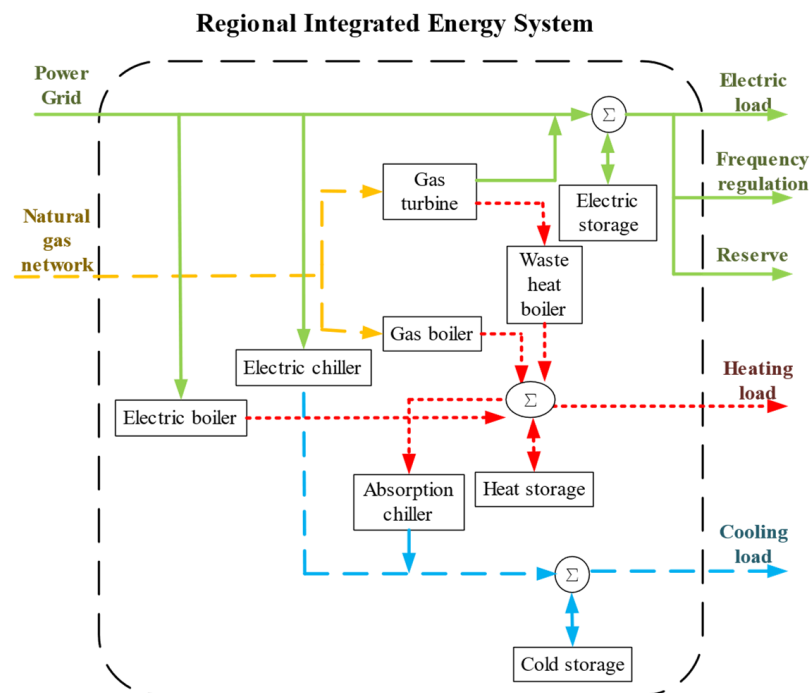 Regional Integrated Energy System
Power
Grid
Electric
load
Σ
Gas
turbine
Frequency
regulation
Electric
storage
Natural
gas
network
Waste
heat
boiler
Reserve
Gas boiler
Electric chiller
Heating
load
Σ
Electric boiler
Absorption
chiller
Heat storage
Cooling
load
Σ
Cold storage